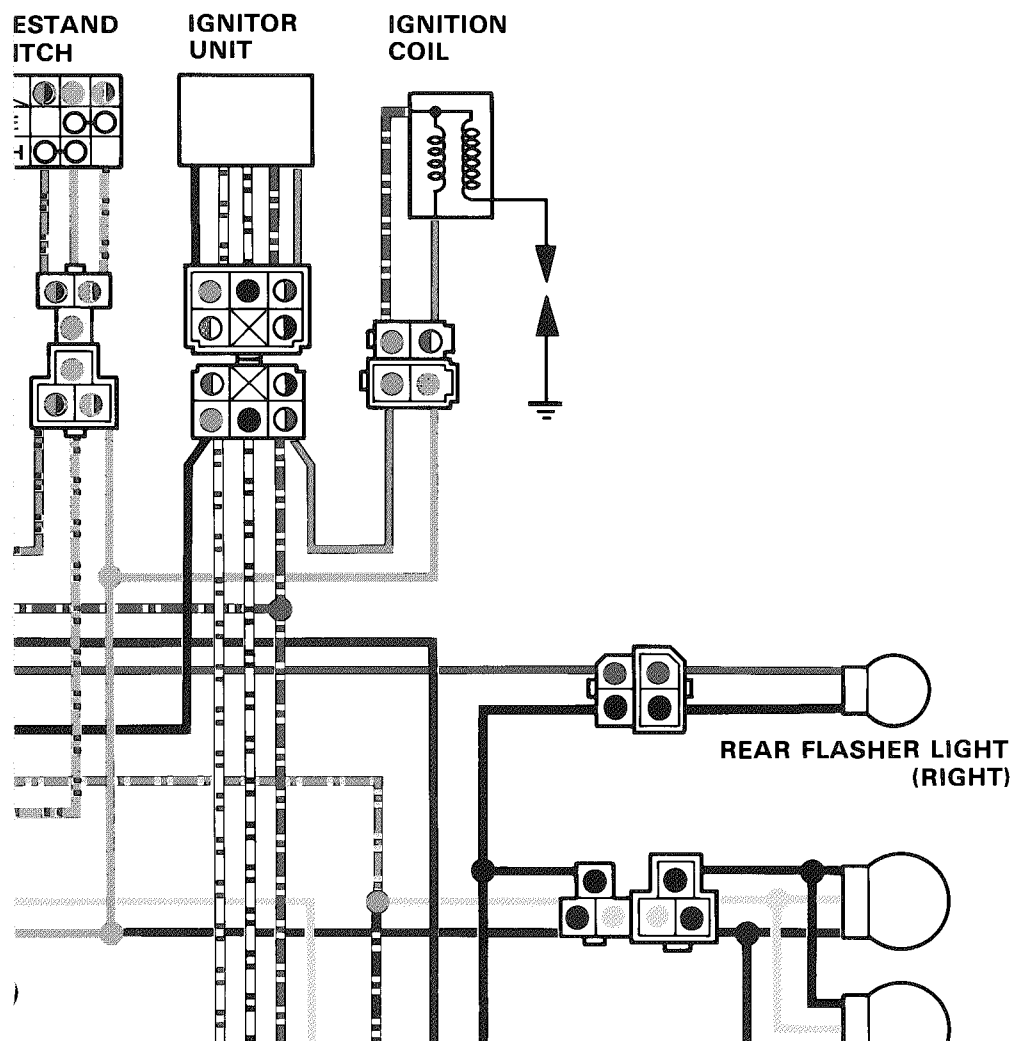 ESTAND
ITCH
IGNITOR
UNIT
IGNITION
COIL
E
H
REAR FLASHER LIGHT
(RIGHT)
)